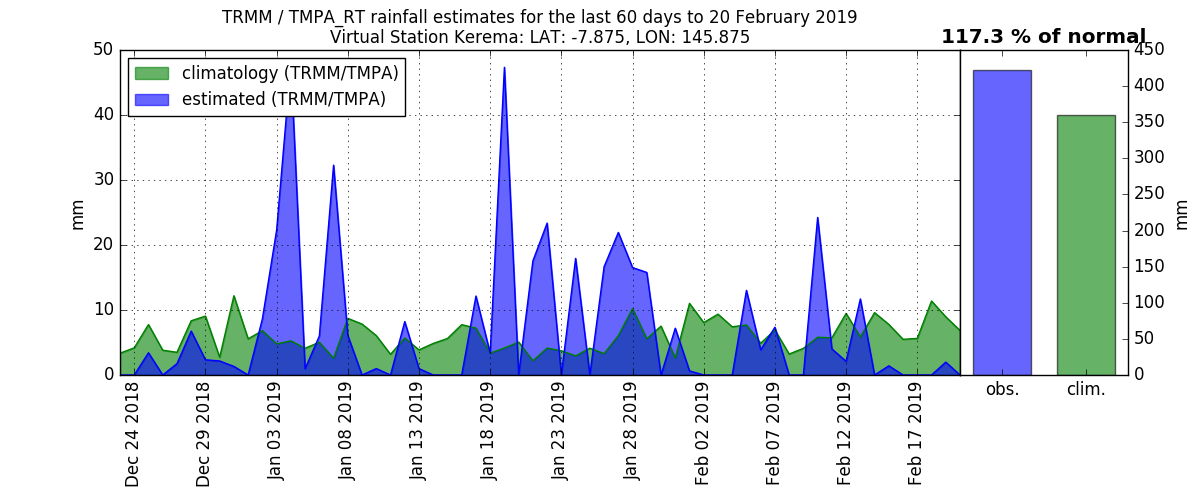 TRMM / TMPA_RT rainfall estimates for the last 60 days to 20 February 2019
Virtual Station Kerema: LAT: -7.875, LON: 145.875
117.3 % of normal
climatology (TRMM/TMPA)
estimated (TRMM/TMPA)
50
40
30
20
10
0
mm
450
400
350
300
250
200
150
100
50
0
mm
obs.
clim.
Dec 24 2018
Dec 29 2018
Jan 03 2019
Jan 08 2019
Jan 13 2019
Jan 18 2019
Jan 23 2019
Jan 28 2019
Feb 02 2019
Feb 07 2019
Feb 12 2019
Feb 17 2019